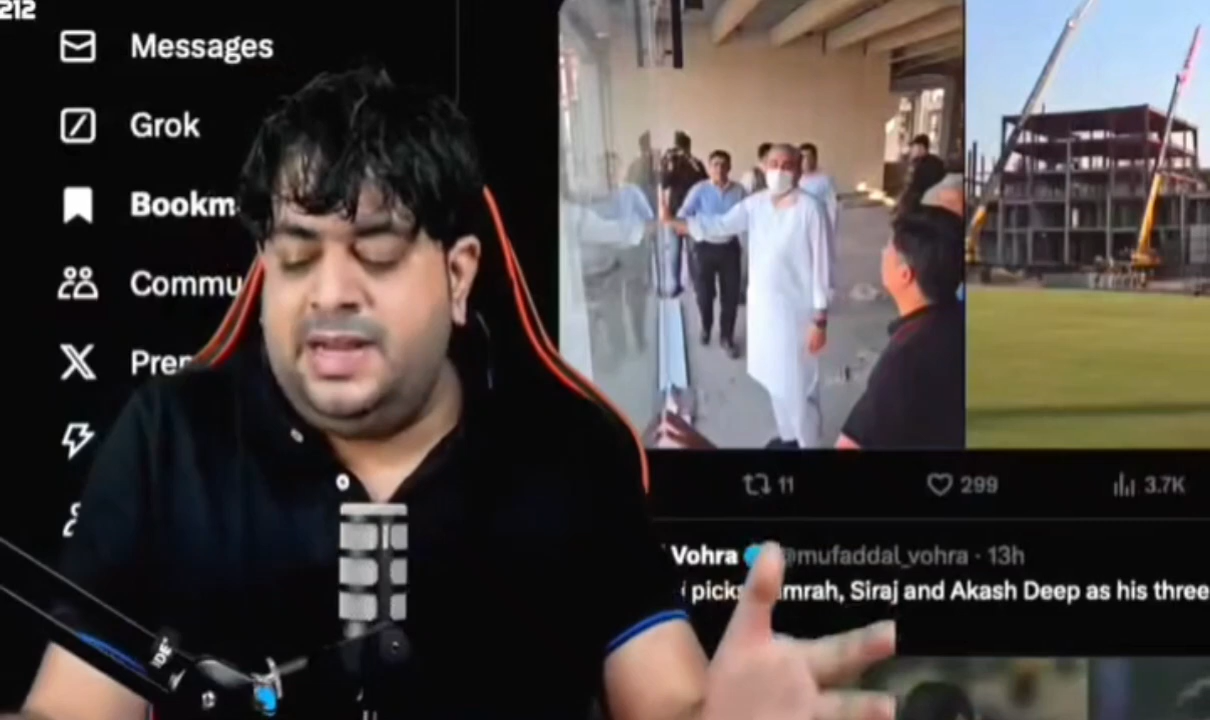 212
Messages
Grok
Bookm
Commu
Prem
11
299
3.7K
Vohra @mufaddal_vohra · 13h
picks mrah, Siraj and Akash Deep as his three